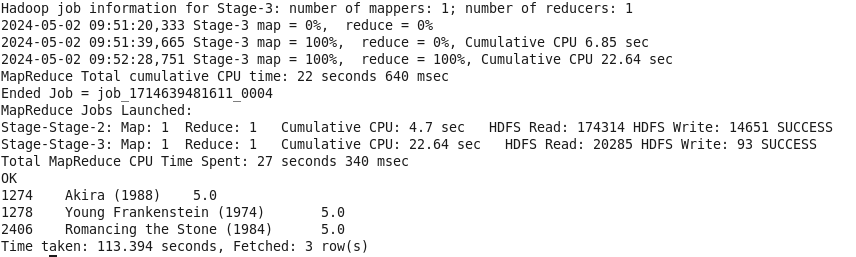 Hadoop job information for Stage-3: number of mappers: 1; number of reducers: 1
2024-05-02 09:51:20,333 Stage-3 map = 0%,  reduce = 0%
2024-05-02 09:51:39,665 Stage-3 map = 100%,  reduce = 0%, Cumulative CPU 6.85 sec
2024-05-02 09:52:28,751 Stage-3 map = 100%,  reduce = 100%, Cumulative CPU 22.64 sec
MapReduce Total cumulative CPU time: 22 seconds 640 msec
Ended Job = job_1714639481611_0004
MapReduce Jobs Launched:
Stage-Stage-2: Map: 1  Reduce: 1   Cumulative CPU: 4.7 sec   HDFS Read: 174314 HDFS Write: 14651 SUCCESS
Stage-Stage-3: Map: 1  Reduce: 1   Cumulative CPU: 22.64 sec   HDFS Read: 20285 HDFS Write: 93 SUCCESS
Total MapReduce CPU Time Spent: 27 seconds 340 msec
OK
1274    Akira (1988)    5.0
1278    Young Frankenstein (1974)       5.0
2406    Romancing the Stone (1984)      5.0
Time taken: 113.394 seconds, Fetched: 3 row(s)